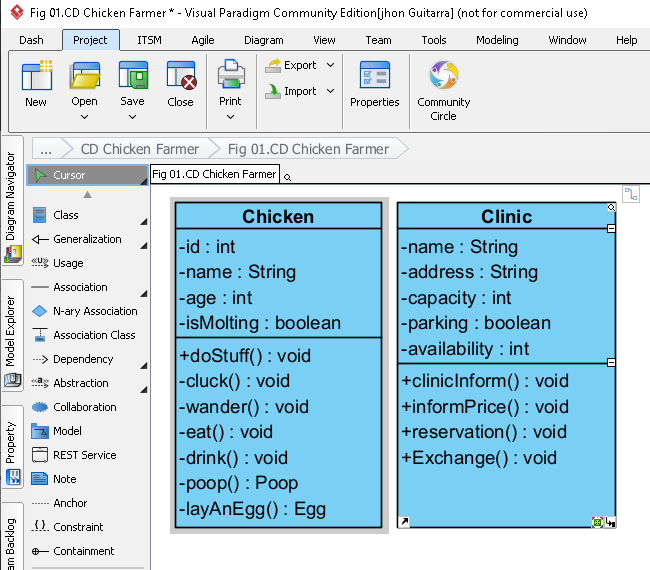 Fig 01.CD Chicken Farmer * - Visual Paradigm Community Edition[jhon Guitarra] (not for commercial use)
Dash Project ITSM Agile Diagram View Team Tools Modeling Window Help
New Open Save Close Print Export Import Properties Community Circle
... CD Chicken Farmer Fig 01.CD Chicken Farmer
Diagram Navigator
Model Explorer
Property
am Backlog
Cursor
Class
Generalization
«u» Usage
Association
N-ary Association
Association Class
Dependency
«a» Abstraction
Collaboration
Model
REST Service
Note
Anchor
{.} Constraint
Containment
Fig 01.CD Chicken Farmer
Chicken
-id : int
-name : String
-age : int
-isMolting : boolean
+doStuff() : void
-cluck() : void
-wander() : void
-eat() : void
-drink() : void
-poop() : Poop
-layAnEgg() : Egg
Clinic
-name : String
-address : String
-capacity : int
-parking : boolean
-availability : int
+clinicInform() : void
+informPrice() : void
+reservation() : void
+Exchange() : void